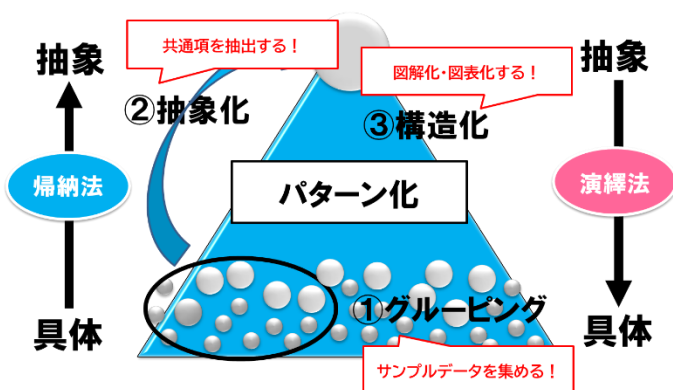 共通項を抽出する！
抽象
図解化・図表化する！
抽象
②抽象化
③構造化
帰納法
パターン化
演繹法
①グルーピング
具体
具体
サンプルデータを集める！